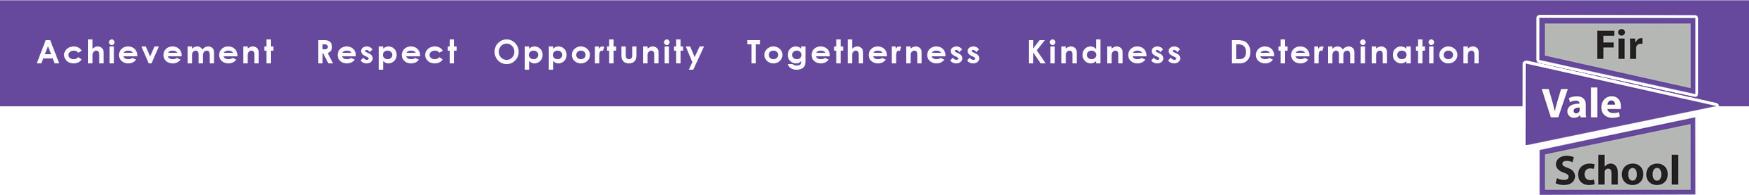 Achievement Respect Opportunity Togetherness Kindness Determination
Fir
Vale
School